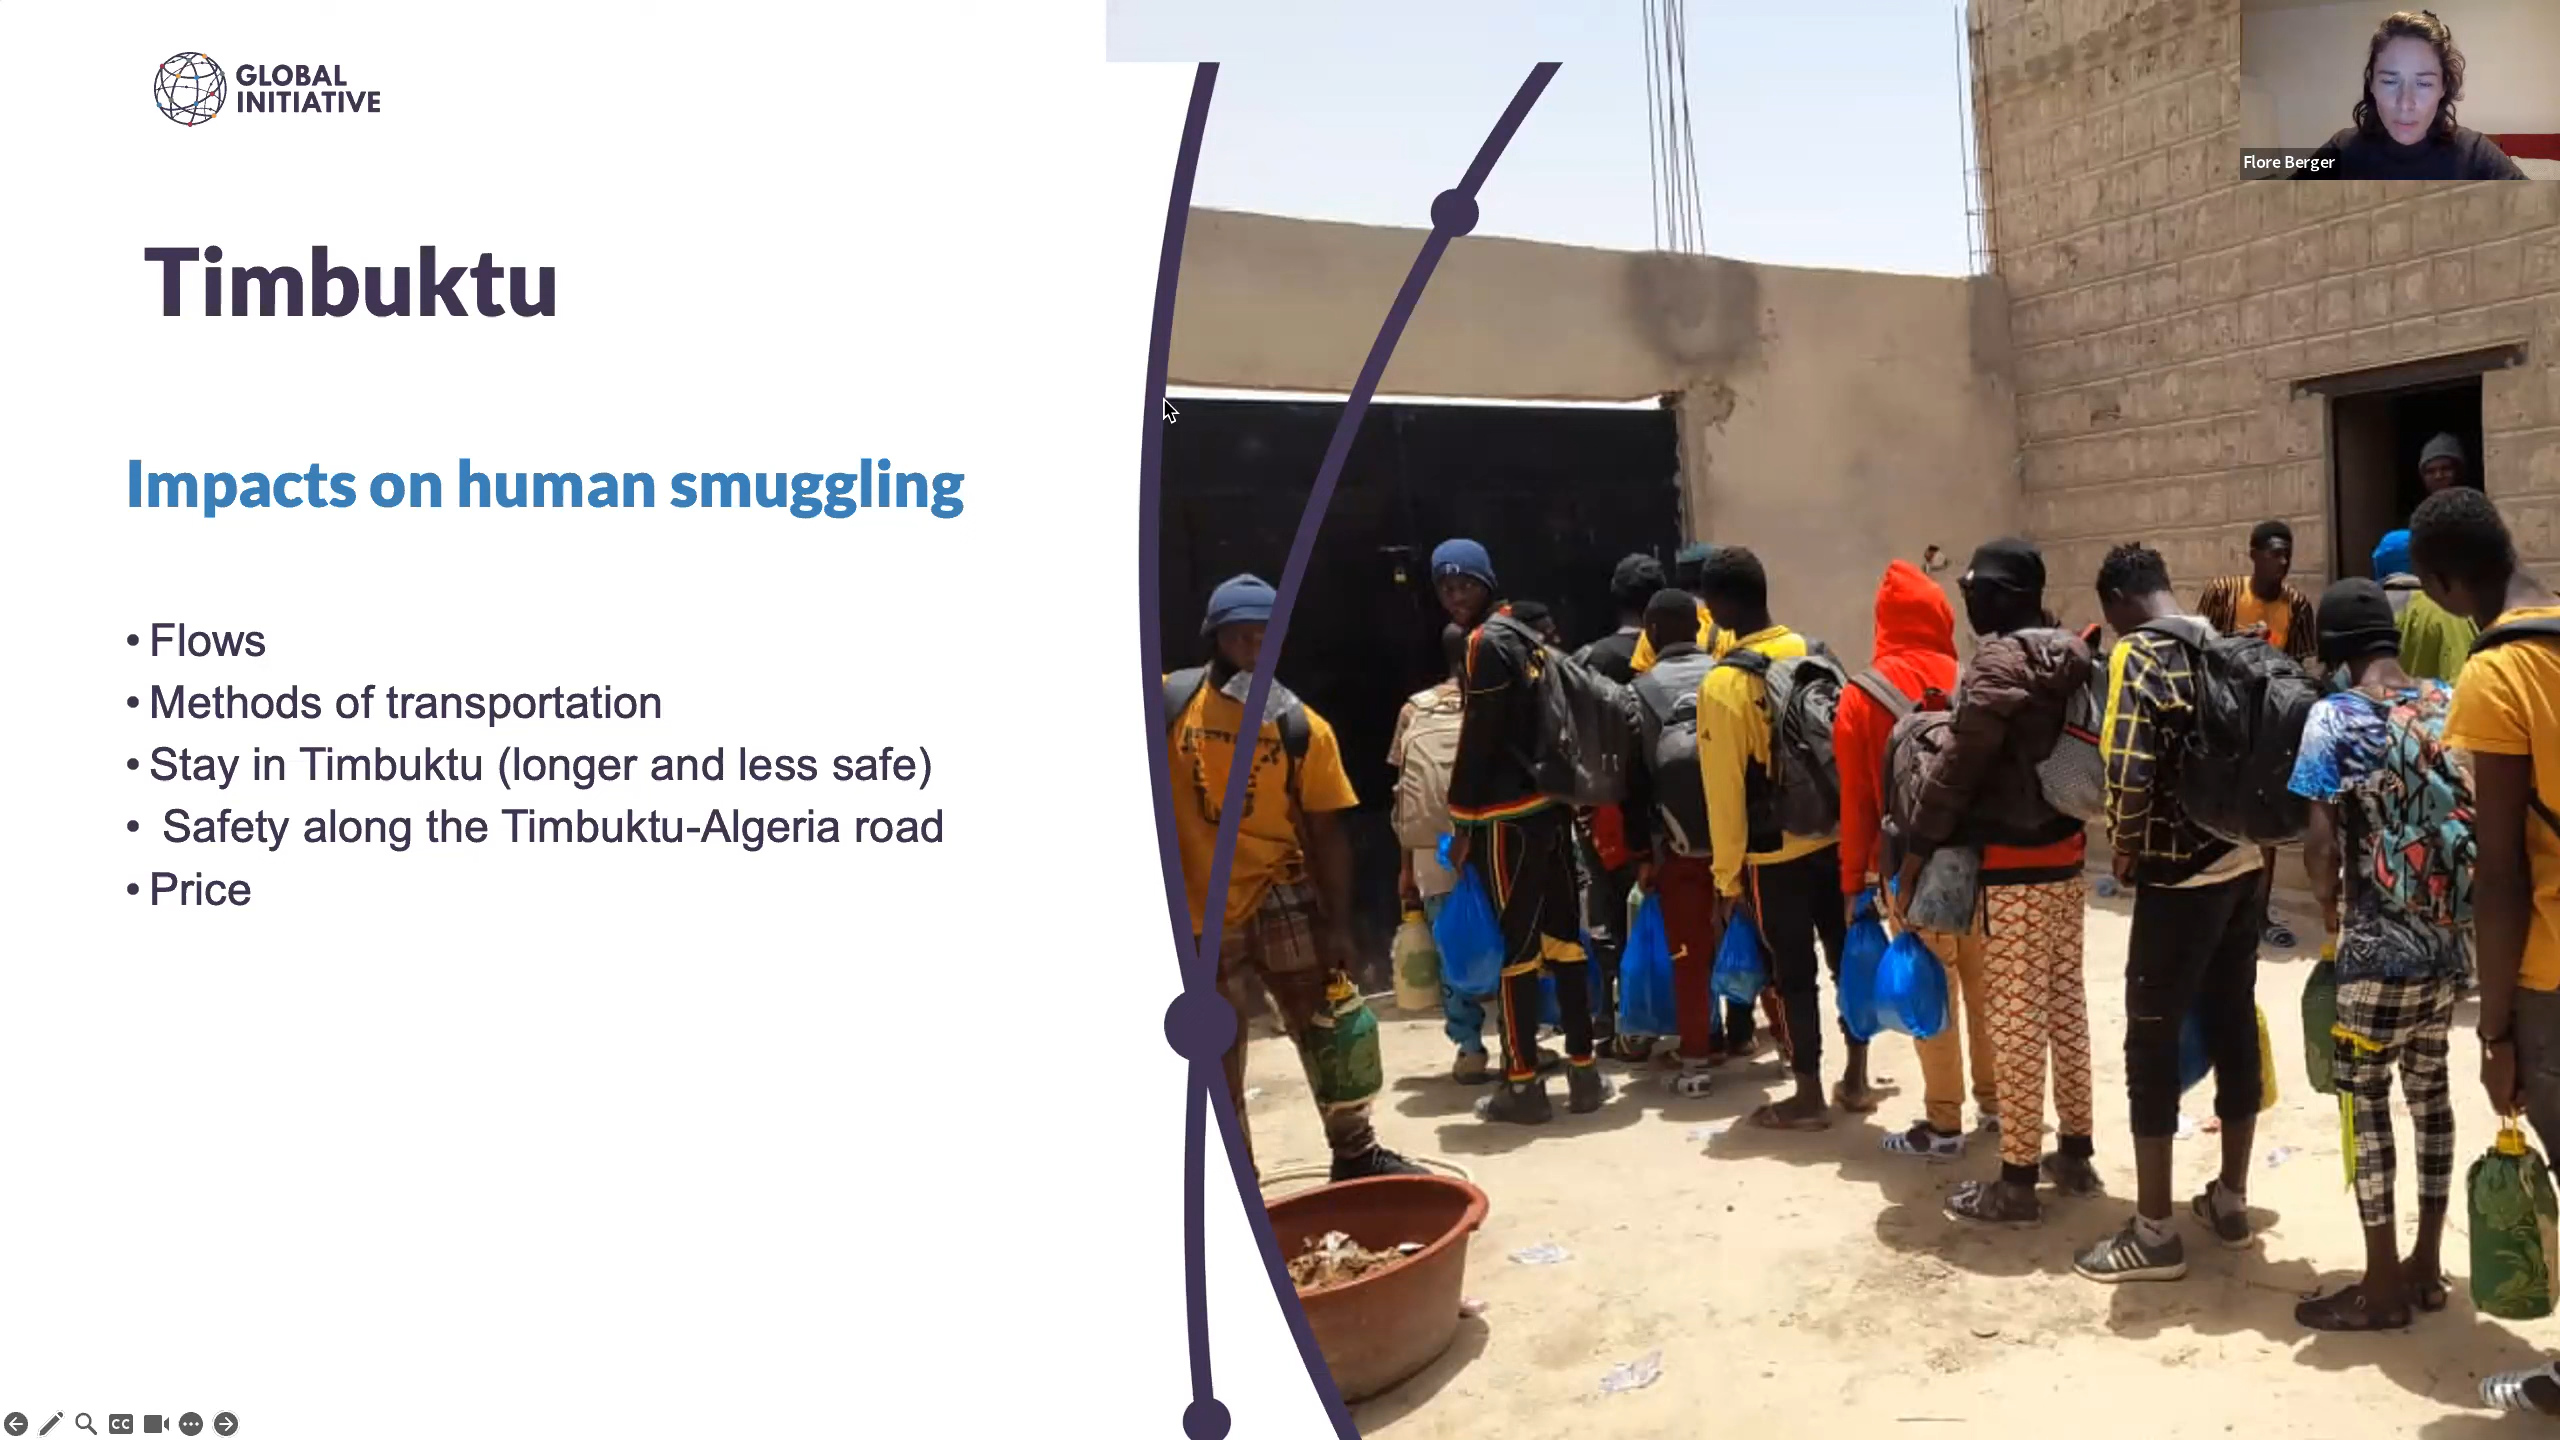 GLOBAL
INITIATIVE
Flore Berger
Timbuktu
Impacts on human smuggling
• Flows
• Methods of transportation
• Stay in Timbuktu (longer and less safe)
• Safety along the Timbuktu-Algeria road
• Price
CC